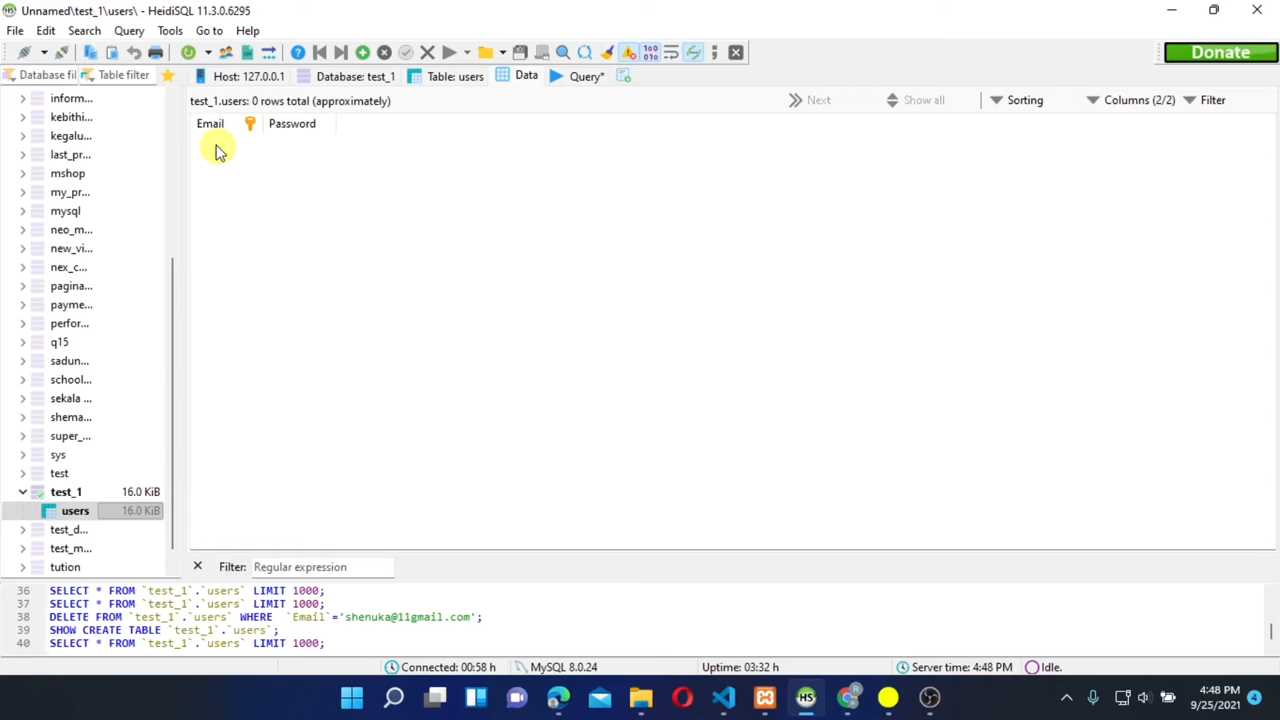 HS Unnamed\test_1\users\ - HeidiSQL 11.3.0.6295
File Edit Search Query Tools Go to Help
Donate
Database fil Table filter Host: 127.0.0.1 Database: test_1 Table: users Data Query*
test_1.users: 0 rows total (approximately) Next Show all Sorting Columns (2/2) Filter
Email Password
inform...
kebithi...
kegalu...
last_pr...
mshop
my_pr...
mysql
neo_m...
new_vi...
nex_c...
pagina...
payme...
perfor...
q15
sadun...
school...
sekala ...
shema...
super_...
sys
test
test_1 16.0 KiB
users 16.0 KiB
test_d...
test_m...
tution
Filter: Regular expression
36 SELECT * FROM `test_1`.`users` LIMIT 1000;
37 SELECT * FROM `test_1`.`users` LIMIT 1000;
38 DELETE FROM `test_1`.`users` WHERE `Email`='shenuka@11gmail.com';
39 SHOW CREATE TABLE `test_1`.`users`;
40 SELECT * FROM `test_1`.`users` LIMIT 1000;
Connected: 00:58 h MySQL 8.0.24 Uptime: 03:32 h Server time: 4:48 PM Idle.
HS
4:48 PM
9/25/2021
4